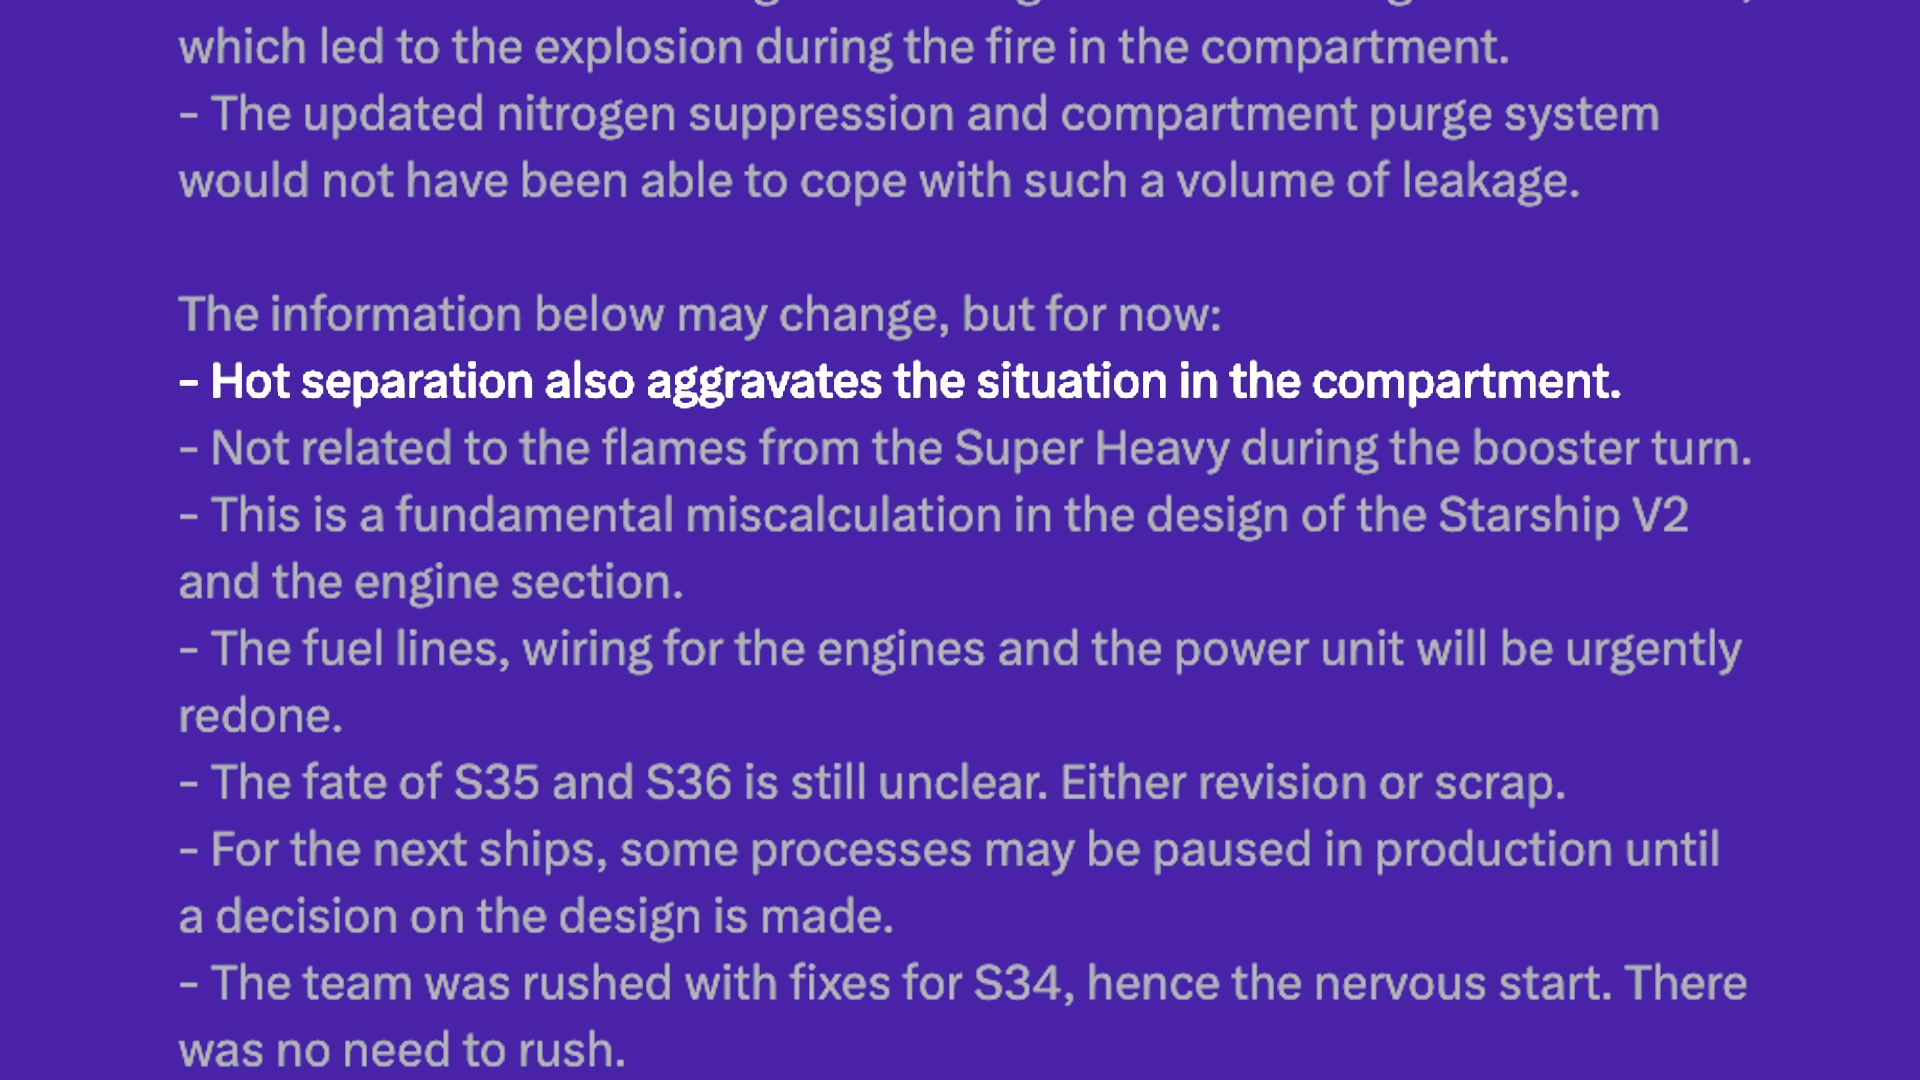 which led to the explosion during the fire in the compartment.
- The updated nitrogen suppression and compartment purge system
would not have been able to cope with such a volume of leakage.
The information below may change, but for now:
- Hot separation also aggravates the situation in the compartment.
- Not related to the flames from the Super Heavy during the booster turn.
- This is a fundamental miscalculation in the design of the Starship V2
and the engine section.
- The fuel lines, wiring for the engines and the power unit will be urgently
redone.
- The fate of S35 and S36 is still unclear. Either revision or scrap.
- For the next ships, some processes may be paused in production until
a decision on the design is made.
- The team was rushed with fixes for S34, hence the nervous start. There
was no need to rush.